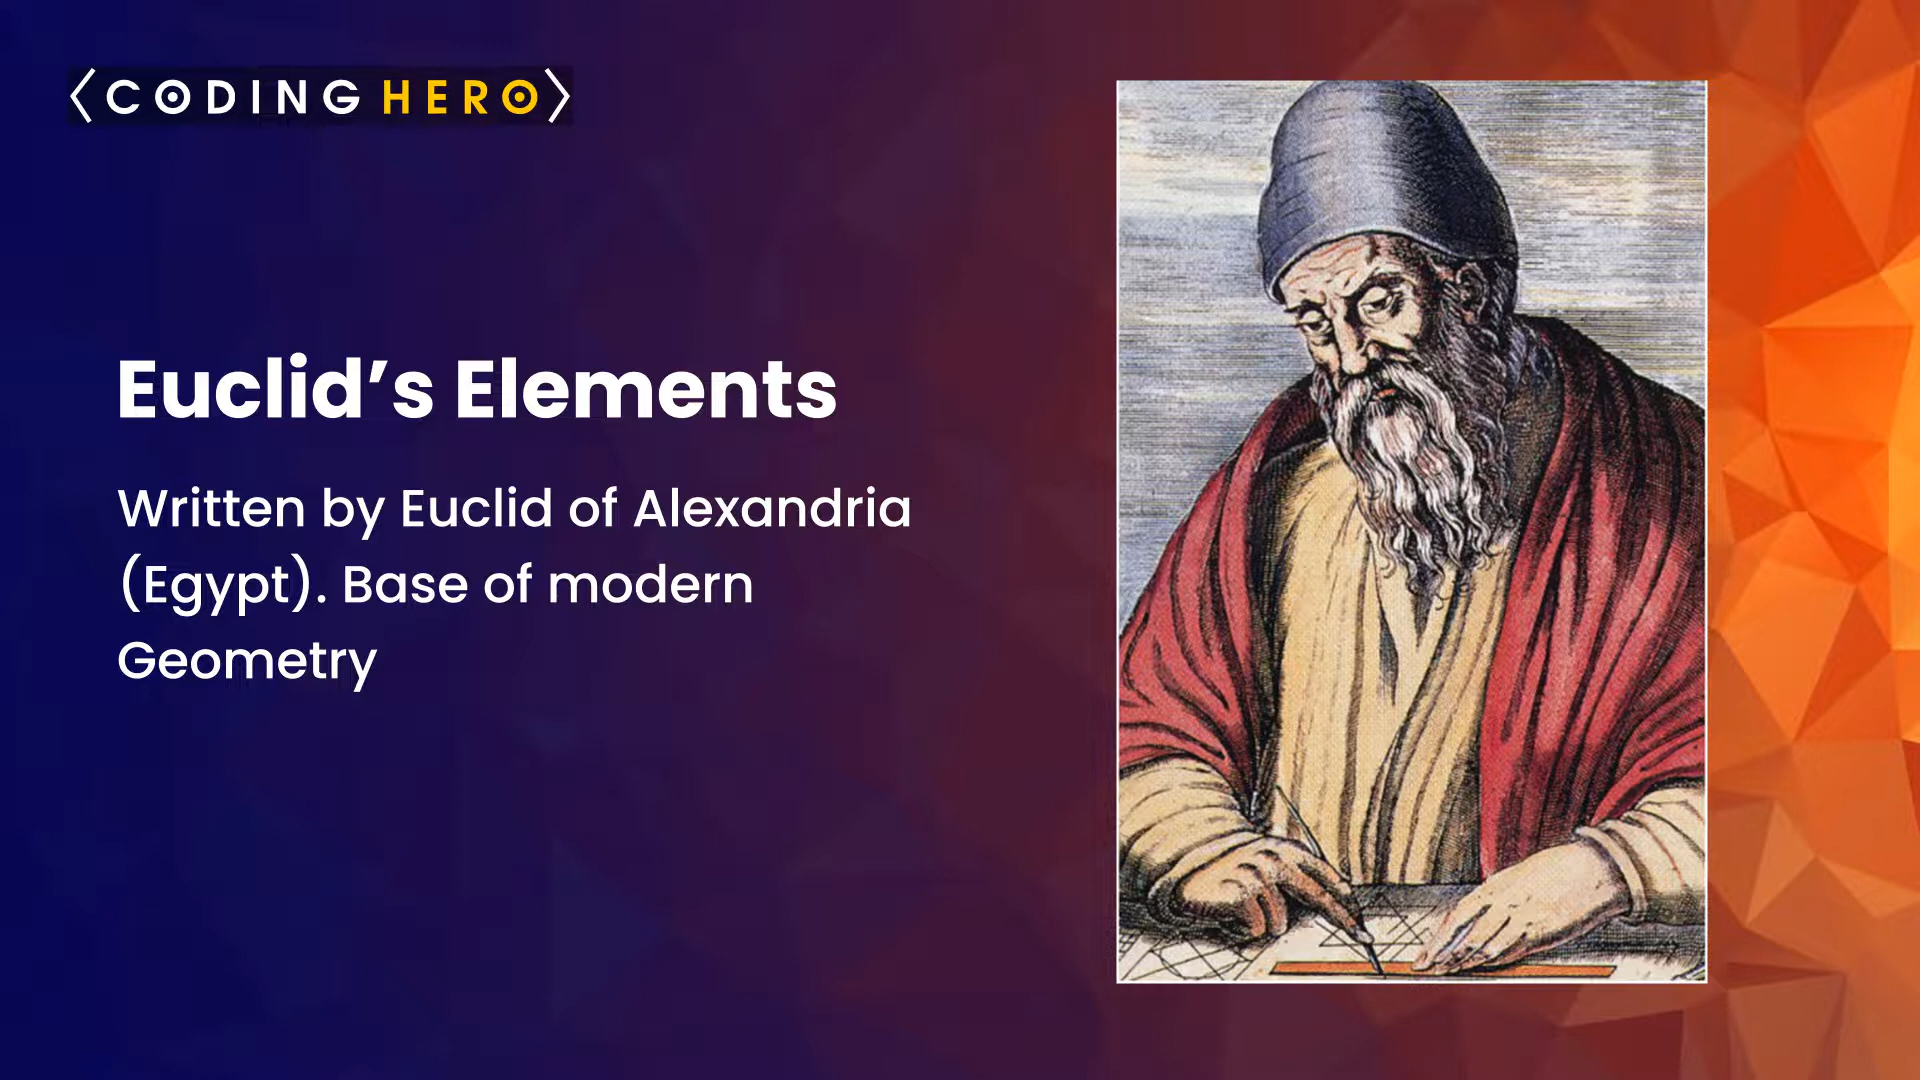 CODING HERO
Euclid’s Elements
Written by Euclid of Alexandria
(Egypt). Base of modern
Geometry